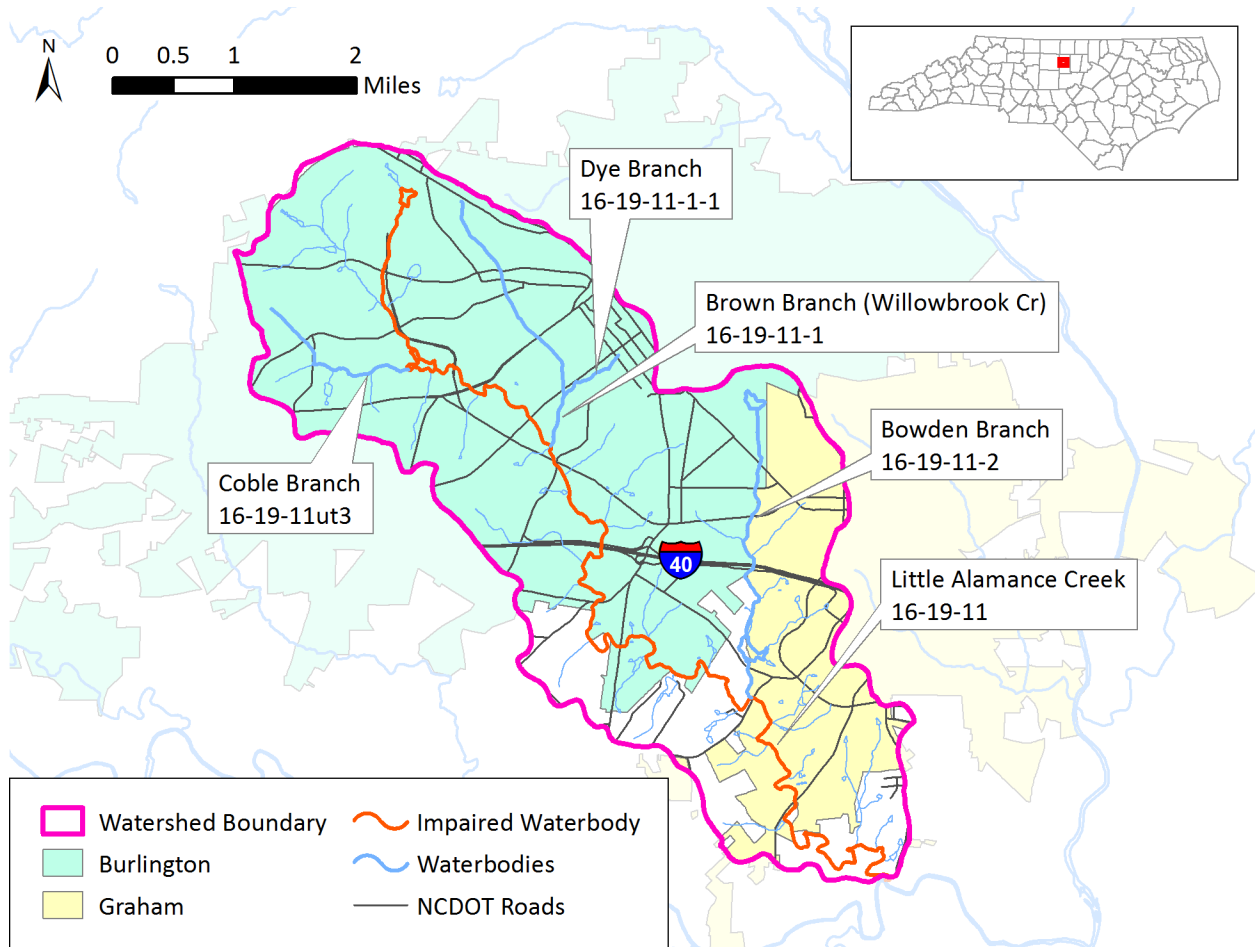 N
0 0.5 1 2
Miles
Dye Branch
16-19-11-1-1
Brown Branch (Willowbrook Cr)
16-19-11-1
Bowden Branch
16-19-11-2
Coble Branch
16-19-11ut3
40
Little Alamance Creek
16-19-11
Watershed Boundary
Burlington
Graham
Impaired Waterbody
Waterbodies
NCDOT Roads